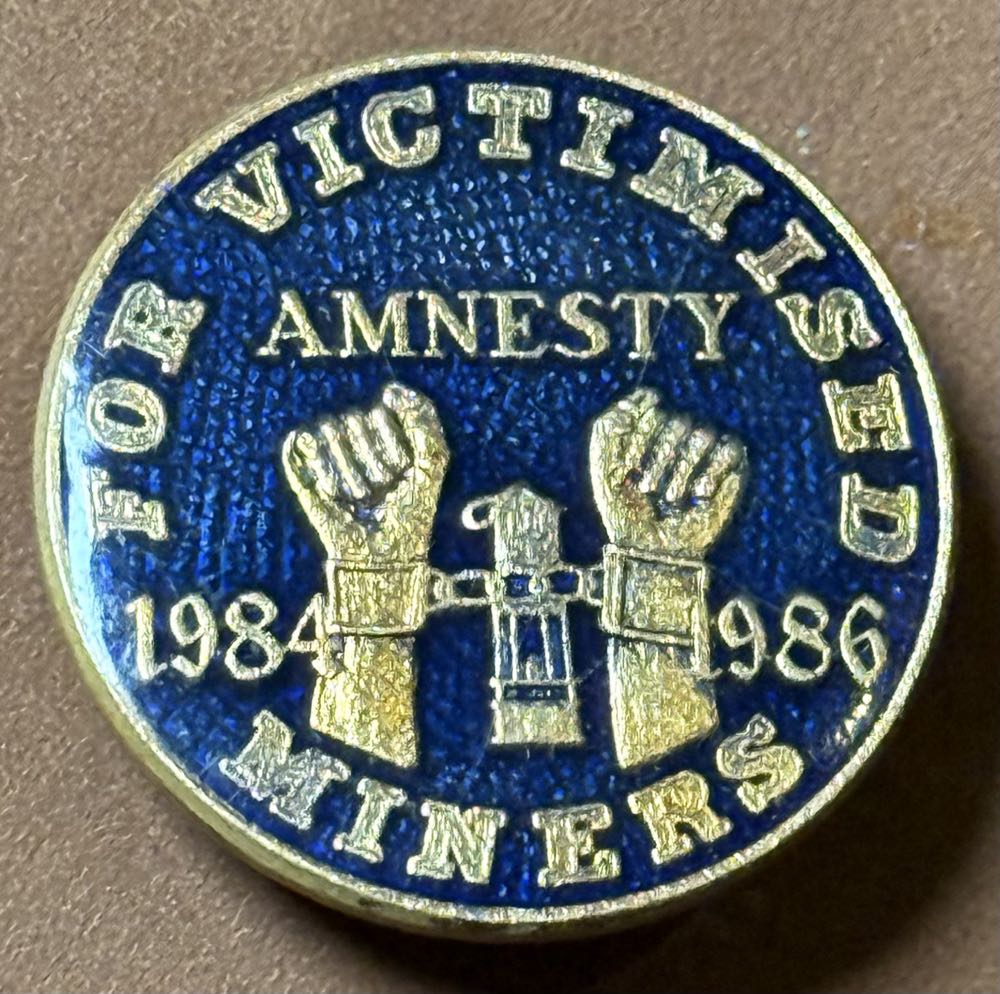 AMNESTY
FOR VICTIMISED
1984 1986
MINERS